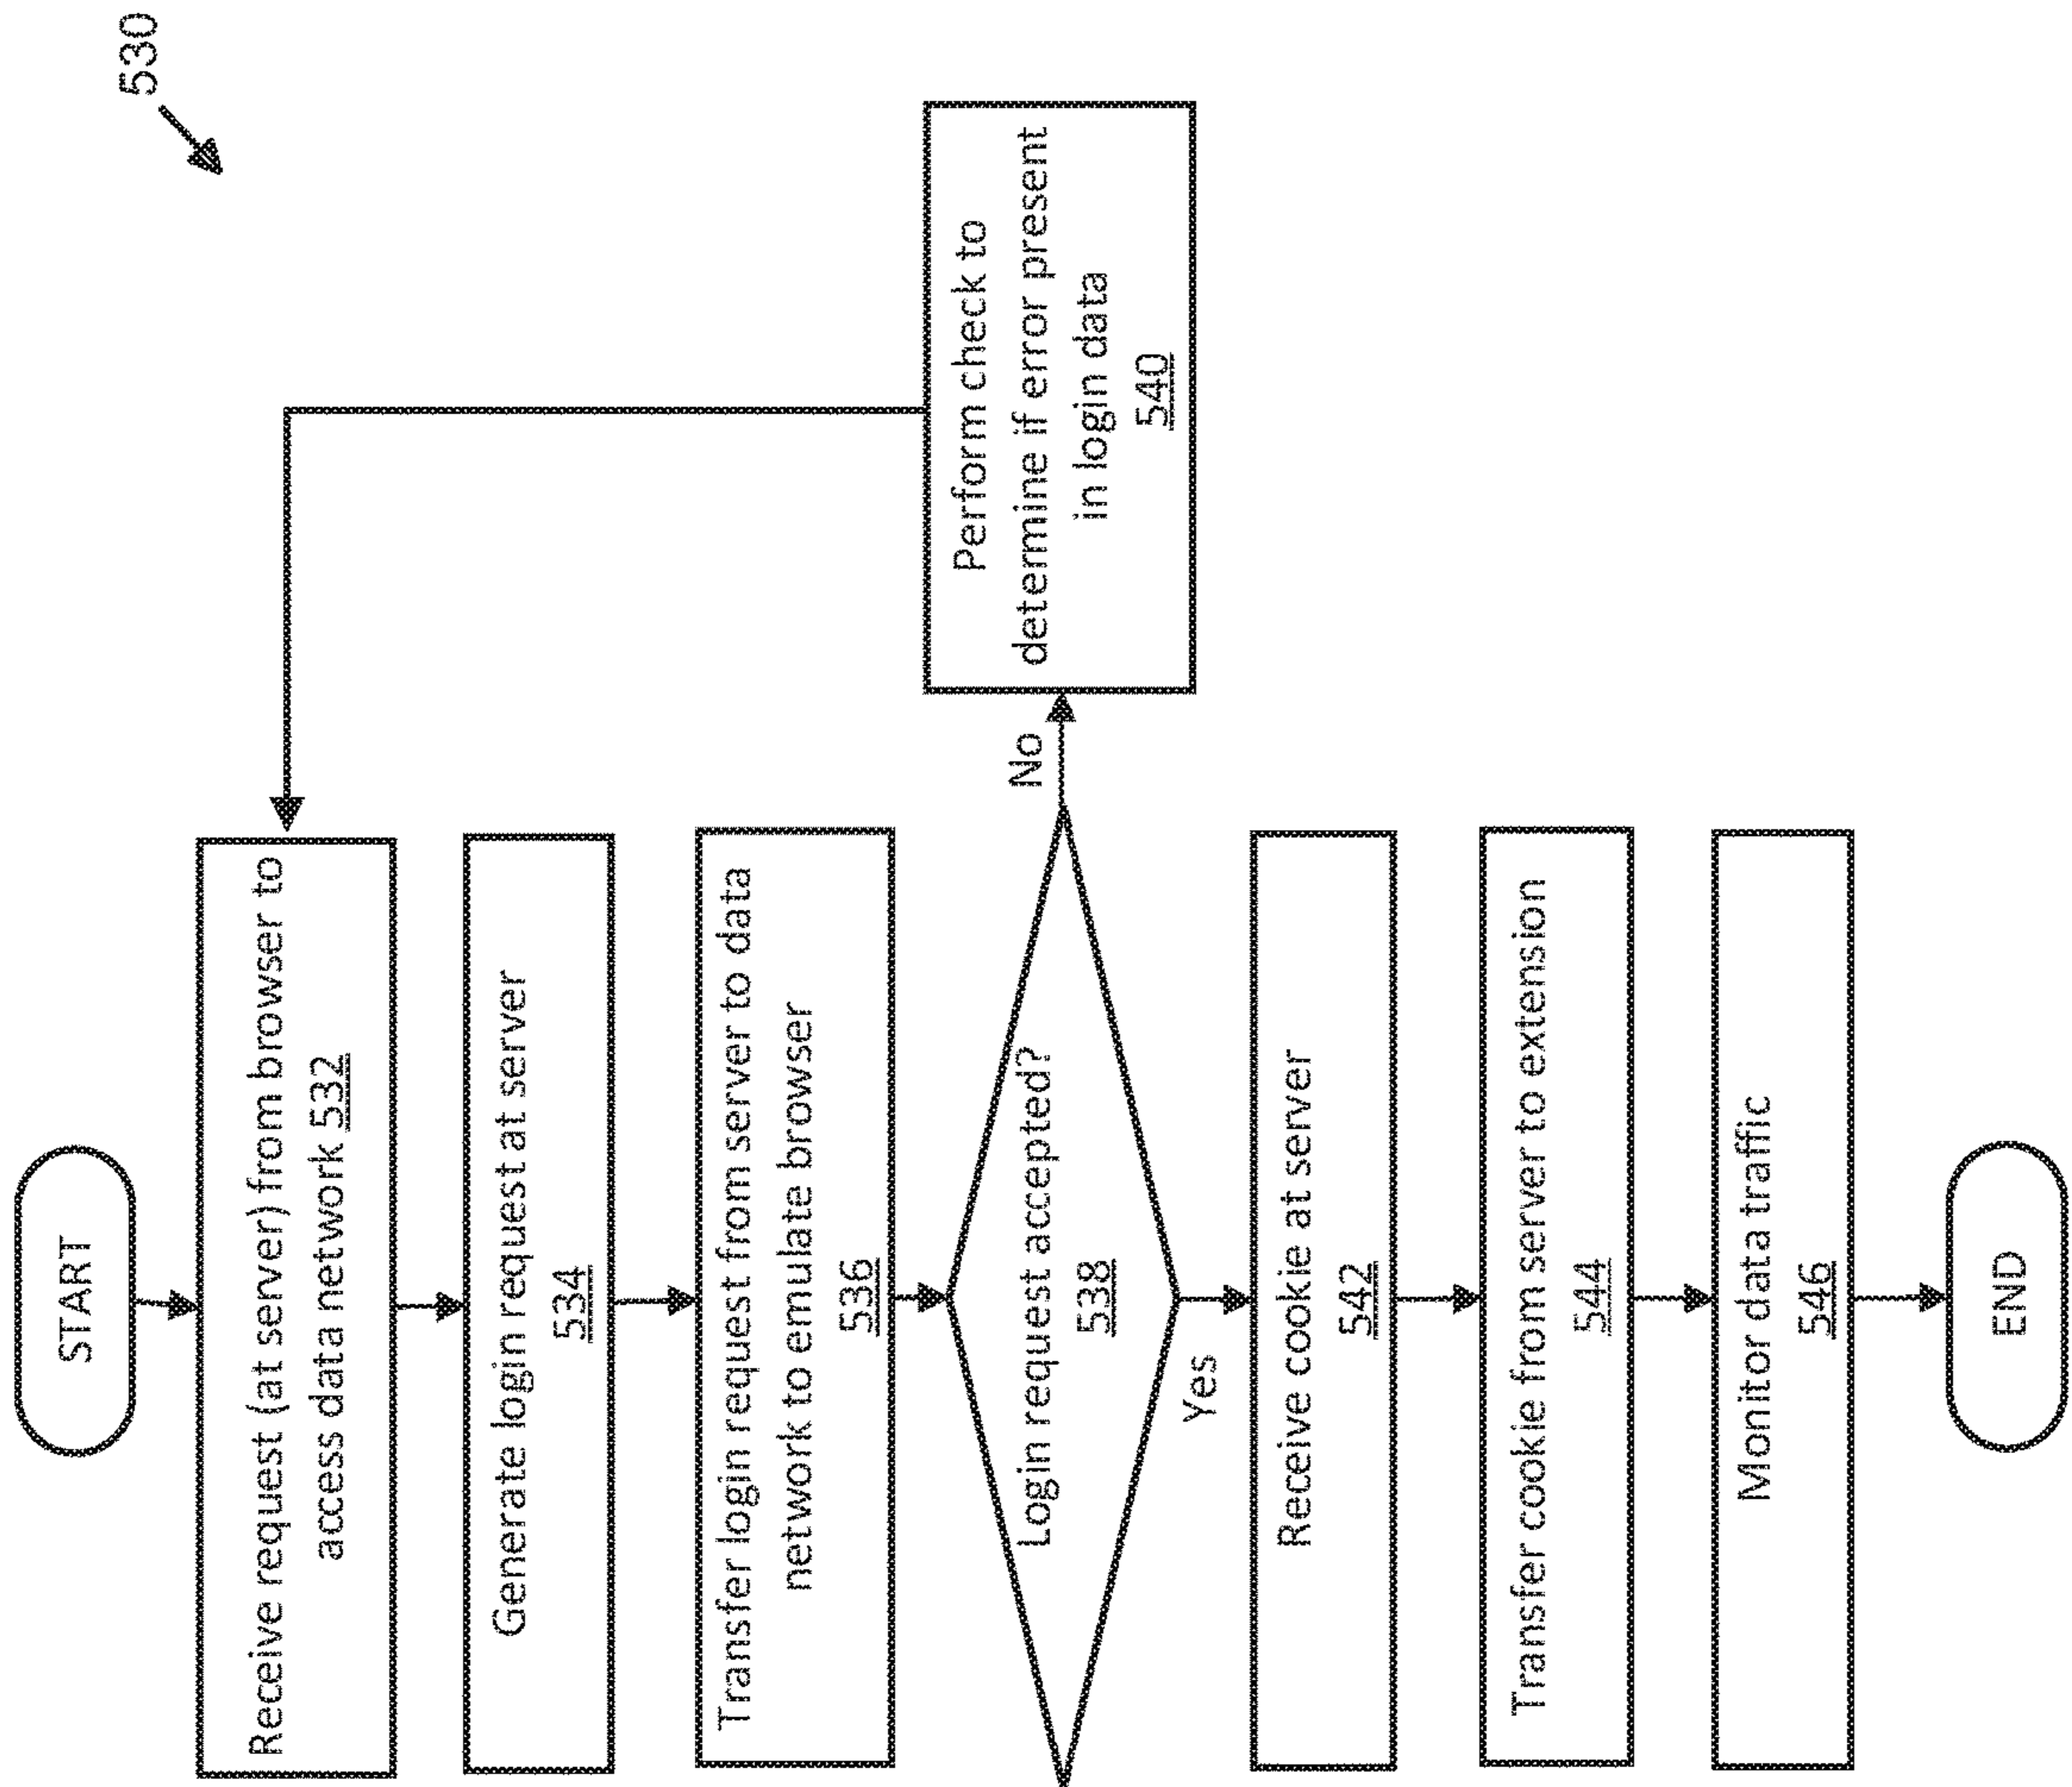 530
START
Receive request (at server) from browser to
access data network 532
Generate login request at server
534
Transfer login request from server to data
network to emulate browser
536
Login request accepted?
538
No
Perform check to
determine if error present
in login data
540
Yes
Receive cookie at server
542
Transfer cookie from server to extension
544
Monitor data traffic
546
END